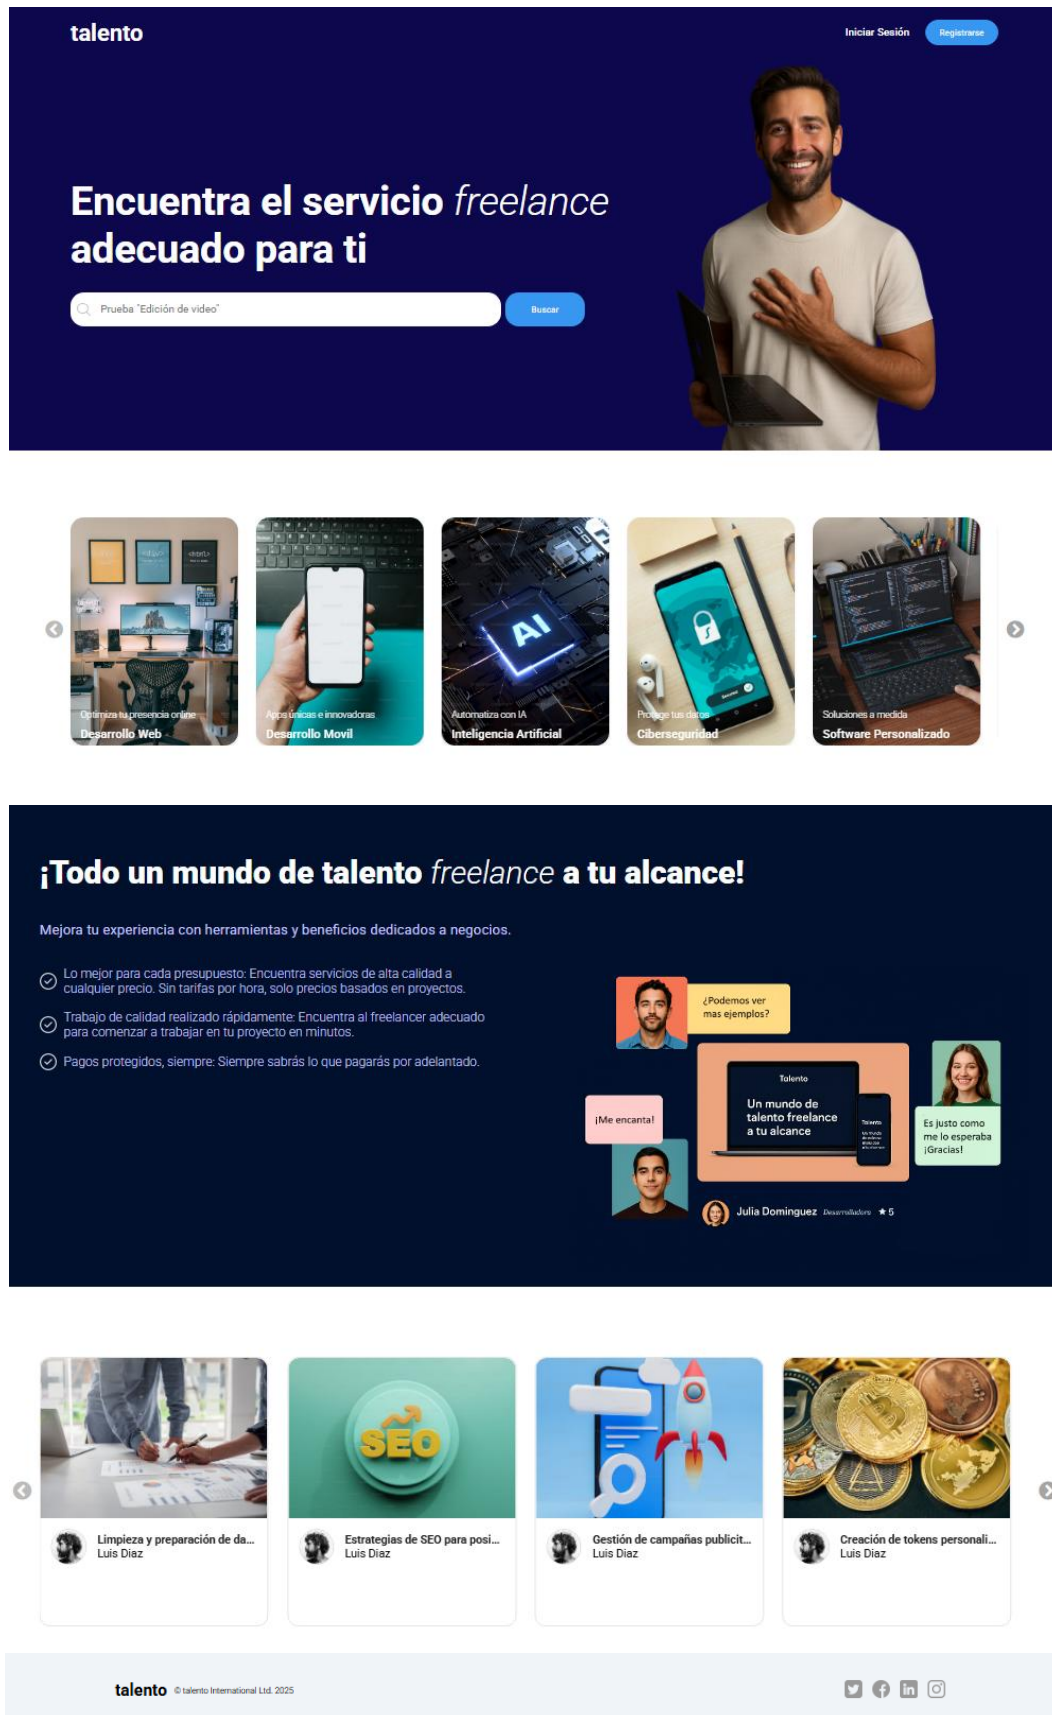 talento
Iniciar Sesión
Registrarse
Encuentra el servicio freelance
adecuado para ti
Prueba "Edición de video"
Buscar
Optimiza tu presencia online
Desarrollo Web
Apps únicas e innovadoras
Desarrollo Movil
AI
Automatiza con IA
Inteligencia Artificial
Protege tus datos
Ciberseguridad
Soluciones a medida
Software Personalizado
¡Todo un mundo de talento freelance a tu alcance!
Mejora tu experiencia con herramientas y beneficios dedicados a negocios.
Lo mejor para cada presupuesto: Encuentra servicios de alta calidad a
cualquier precio. Sin tarifas por hora, solo precios basados en proyectos.
Trabajo de calidad realizado rápidamente: Encuentra al freelancer adecuado
para comenzar a trabajar en tu proyecto en minutos.
Pagos protegidos, siempre: Siempre sabrás lo que pagarás por adelantado.
¿Podemos ver
mas ejemplos?
Talento
Un mundo de
talento freelance
a tu alcance
Talento
¡Me encanta!
Es justo como
me lo esperaba
¡Gracias!
Julia Dominguez Desarrolladora ★ 5
SEO
Limpieza y preparación de da...
Luis Diaz
Estrategias de SEO para posi...
Luis Diaz
Gestión de campañas publicit...
Luis Diaz
Creación de tokens personali...
Luis Diaz
talento © talento International Ltd. 2025